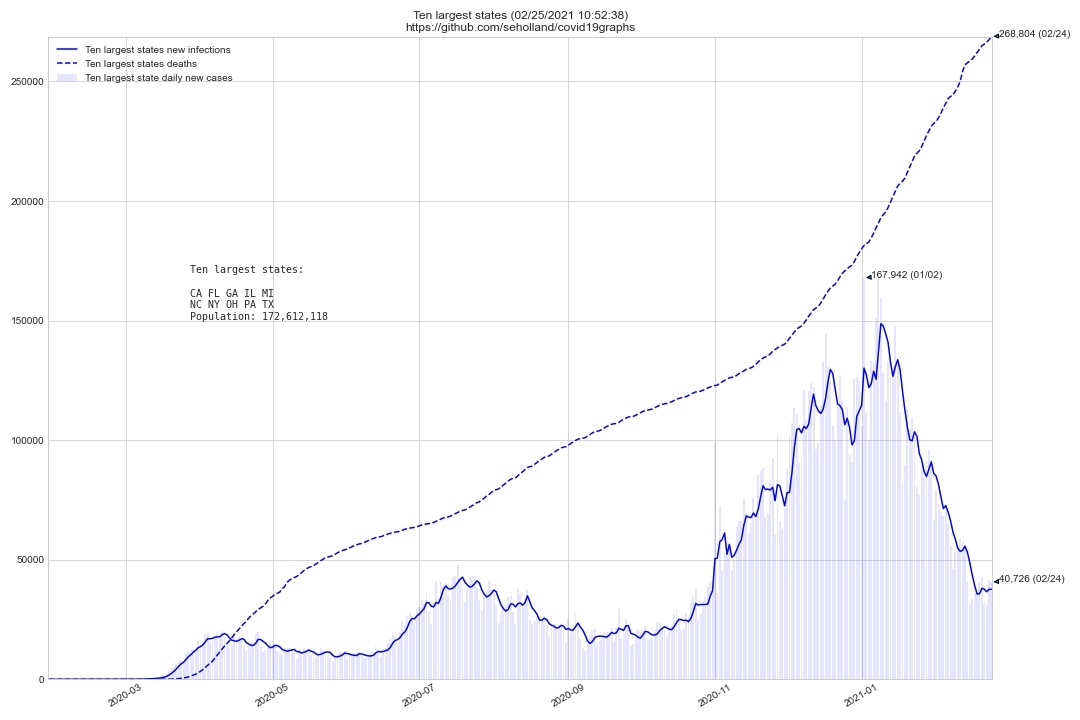 Ten largest states (02/25/2021 10:52:38)
https://github.com/seholland/covid19graphs
268,804 (02/24)
Ten largest states new infections
Ten largest states deaths
Ten largest state daily new cases
250000
200000
Ten largest states:
167,942 (01/02)
CA FL GA IL MI
NC NY OH PA TX
Population: 172,612,118
150000
100000
50000
40,726 (02/24)
0
2020-03
2020-05
2020-07
2020-09
2020-11
2021-01